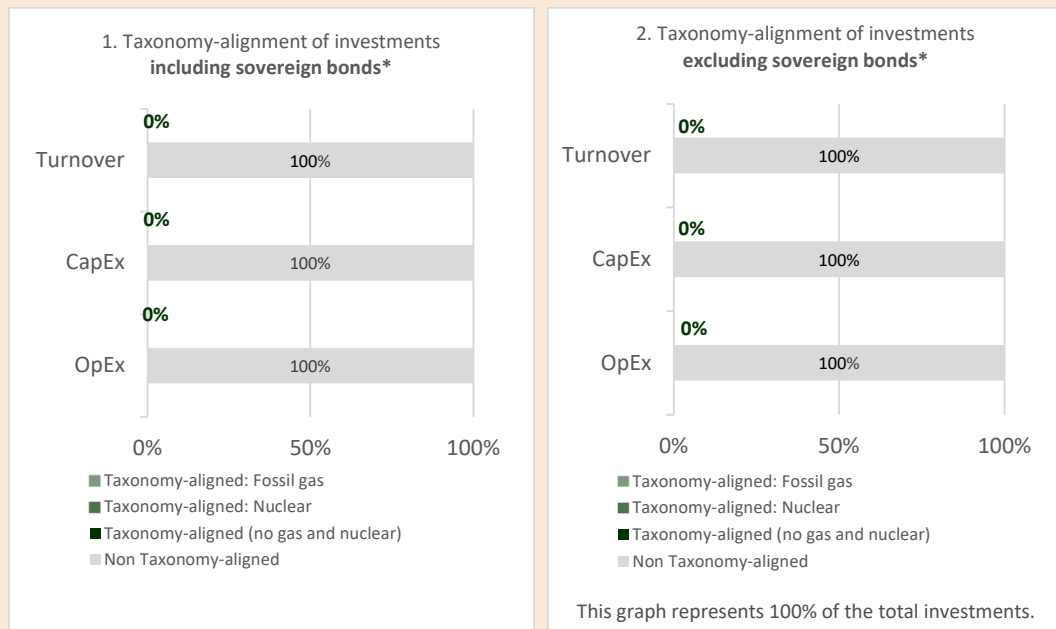 1. Taxonomy-alignment of investments
including sovereign bonds*
0%
Turnover
100%
0%
CapEx
100%
0%
OpEx
100%
0%
50%
100%
Taxonomy-aligned: Fossil gas
Taxonomy-aligned: Nuclear
Taxonomy-aligned (no gas and nuclear)
Non Taxonomy-aligned
2. Taxonomy-alignment of investments
excluding sovereign bonds*
0%
Turnover
100%
0%
CapEx
100%
0%
OpEx
100%
0%
50%
100%
Taxonomy-aligned: Fossil gas
Taxonomy-aligned: Nuclear
Taxonomy-aligned (no gas and nuclear)
Non Taxonomy-aligned
This graph represents 100% of the total investments.